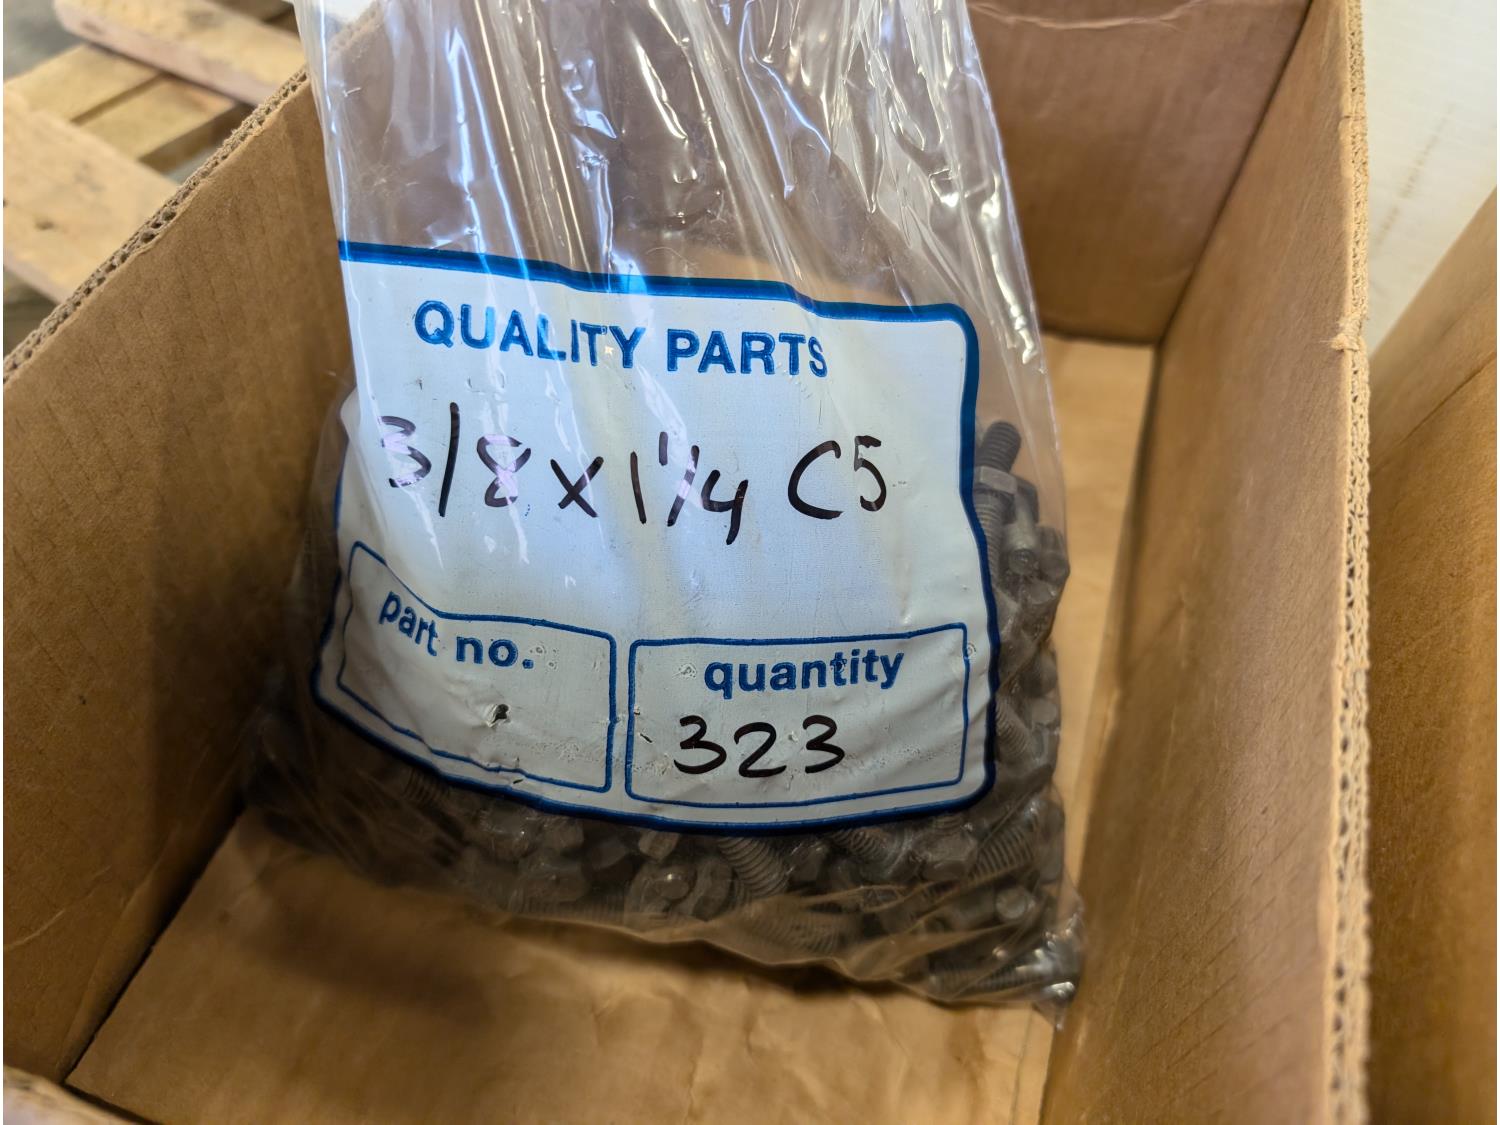 QUALITY PARTS
3/8 x 1 1/4 C5
part no.
quantity
323